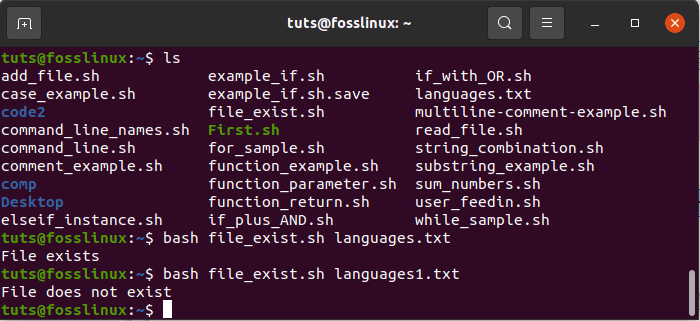 tuts@fosslinux: ~
tuts@fosslinux:~$ ls
add_file.sh example_if.sh if_with_OR.sh
case_example.sh example_if.sh.save languages.txt
code2 file_exist.sh multiline-comment-example.sh
command_line_names.sh First.sh read_file.sh
command_line.sh for_sample.sh string_combination.sh
comment_example.sh function_example.sh substring_example.sh
comp function_parameter.sh sum_numbers.sh
Desktop function_return.sh user_feedin.sh
elseif_instance.sh if_plus_AND.sh while_sample.sh
tuts@fosslinux:~$ bash file_exist.sh languages.txt
File exists
tuts@fosslinux:~$ bash file_exist.sh languages1.txt
File does not exist
tuts@fosslinux:~$